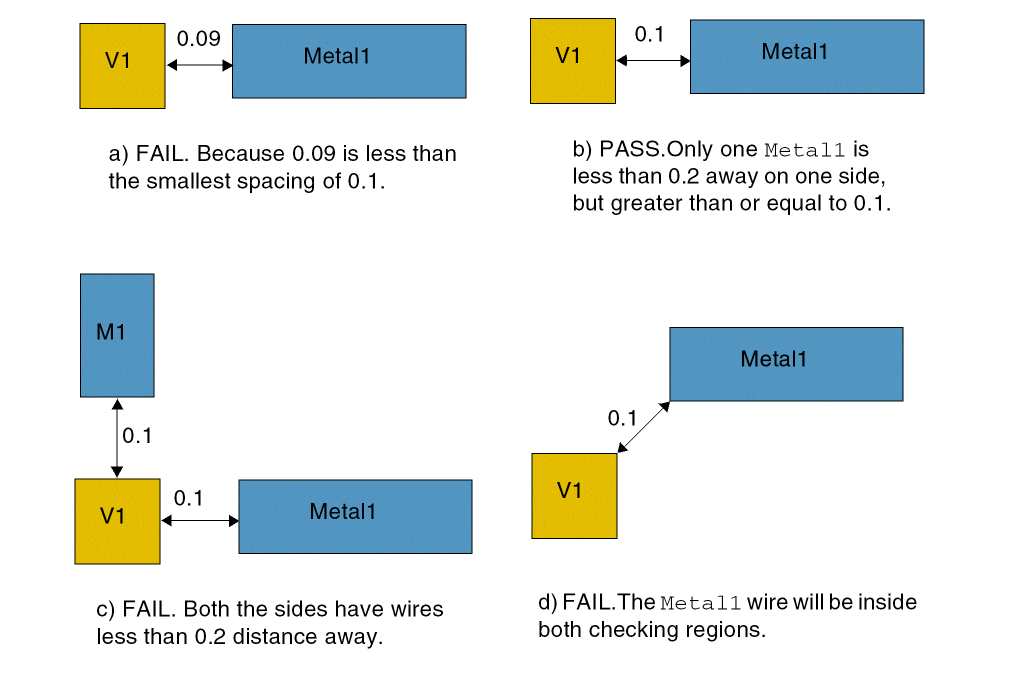 V1
0.09
Metal1
V1
0.1
Metal1
a) FAIL. Because 0.09 is less than
the smallest spacing of 0.1.
b) PASS.Only one Metal1 is
less than 0.2 away on one side,
but greater than or equal to 0.1.
M1
0.1
V1
0.1
Metal1
c) FAIL. Both the sides have wires
less than 0.2 distance away.
Metal1
0.1
V1
d) FAIL.The Metal1 wire will be inside
both checking regions.